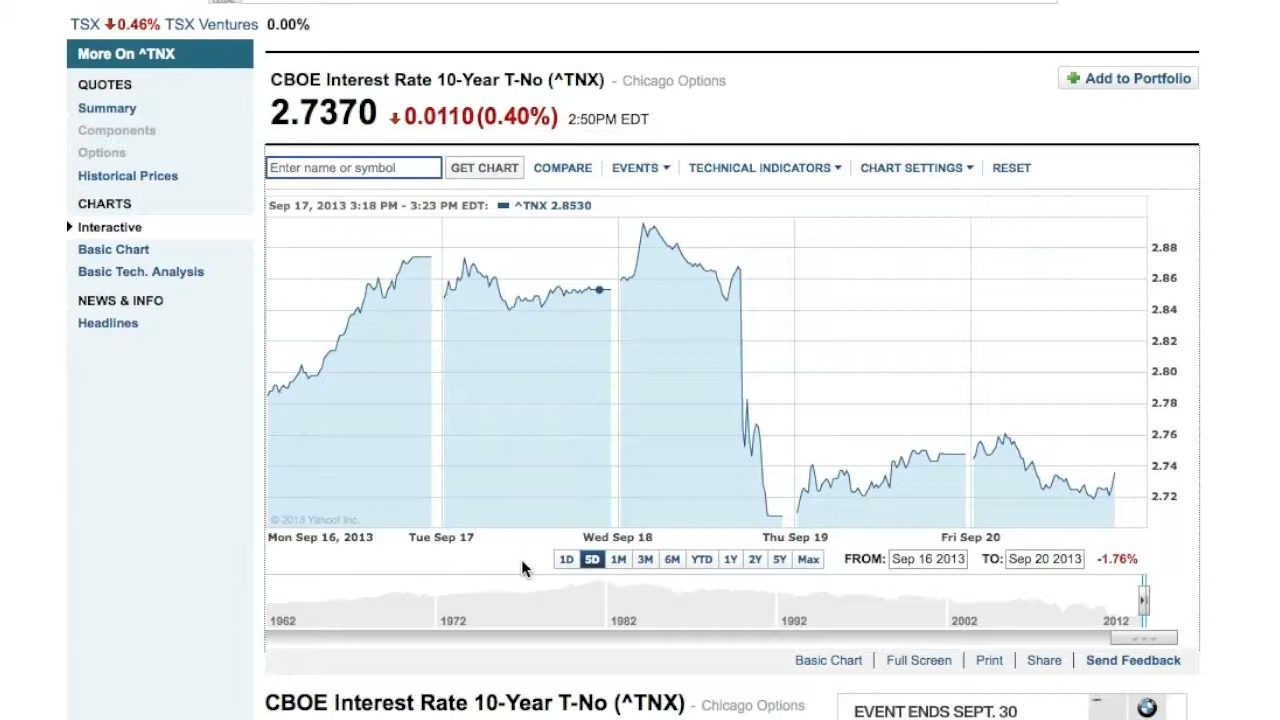 TSX 0.46% TSX Ventures 0.00%
More On ^TNX
QUOTES
Summary
Components
Options
Historical Prices
CHARTS
Interactive
Basic Chart
Basic Tech. Analysis
NEWS & INFO
Headlines
CBOE Interest Rate 10-Year T-No (^TNX) - Chicago Options
Add to Portfolio
2.7370 0.0110(0.40%) 2:50PM EDT
Enter name or symbol GET CHART COMPARE EVENTS TECHNICAL INDICATORS CHART SETTINGS RESET
Sep 17, 2013 3:18 PM - 3:23 PM EDT: ^TNX 2.8530
2.88
2.86
2.84
2.82
2.80
2.78
2.76
2.74
2.72
© 2013 Yahoo! Inc.
Mon Sep 16, 2013 Tue Sep 17 Wed Sep 18 Thu Sep 19 Fri Sep 20
1D 5D 1M 3M 6M YTD 1Y 2Y 5Y Max FROM: Sep 16 2013 TO: Sep 20 2013 -1.76%
1962 1972 1982 1992 2002 2012
Basic Chart Full Screen Print Share Send Feedback
CBOE Interest Rate 10-Year T-No (^TNX) - Chicago Options
EVENT ENDS SEPT. 30